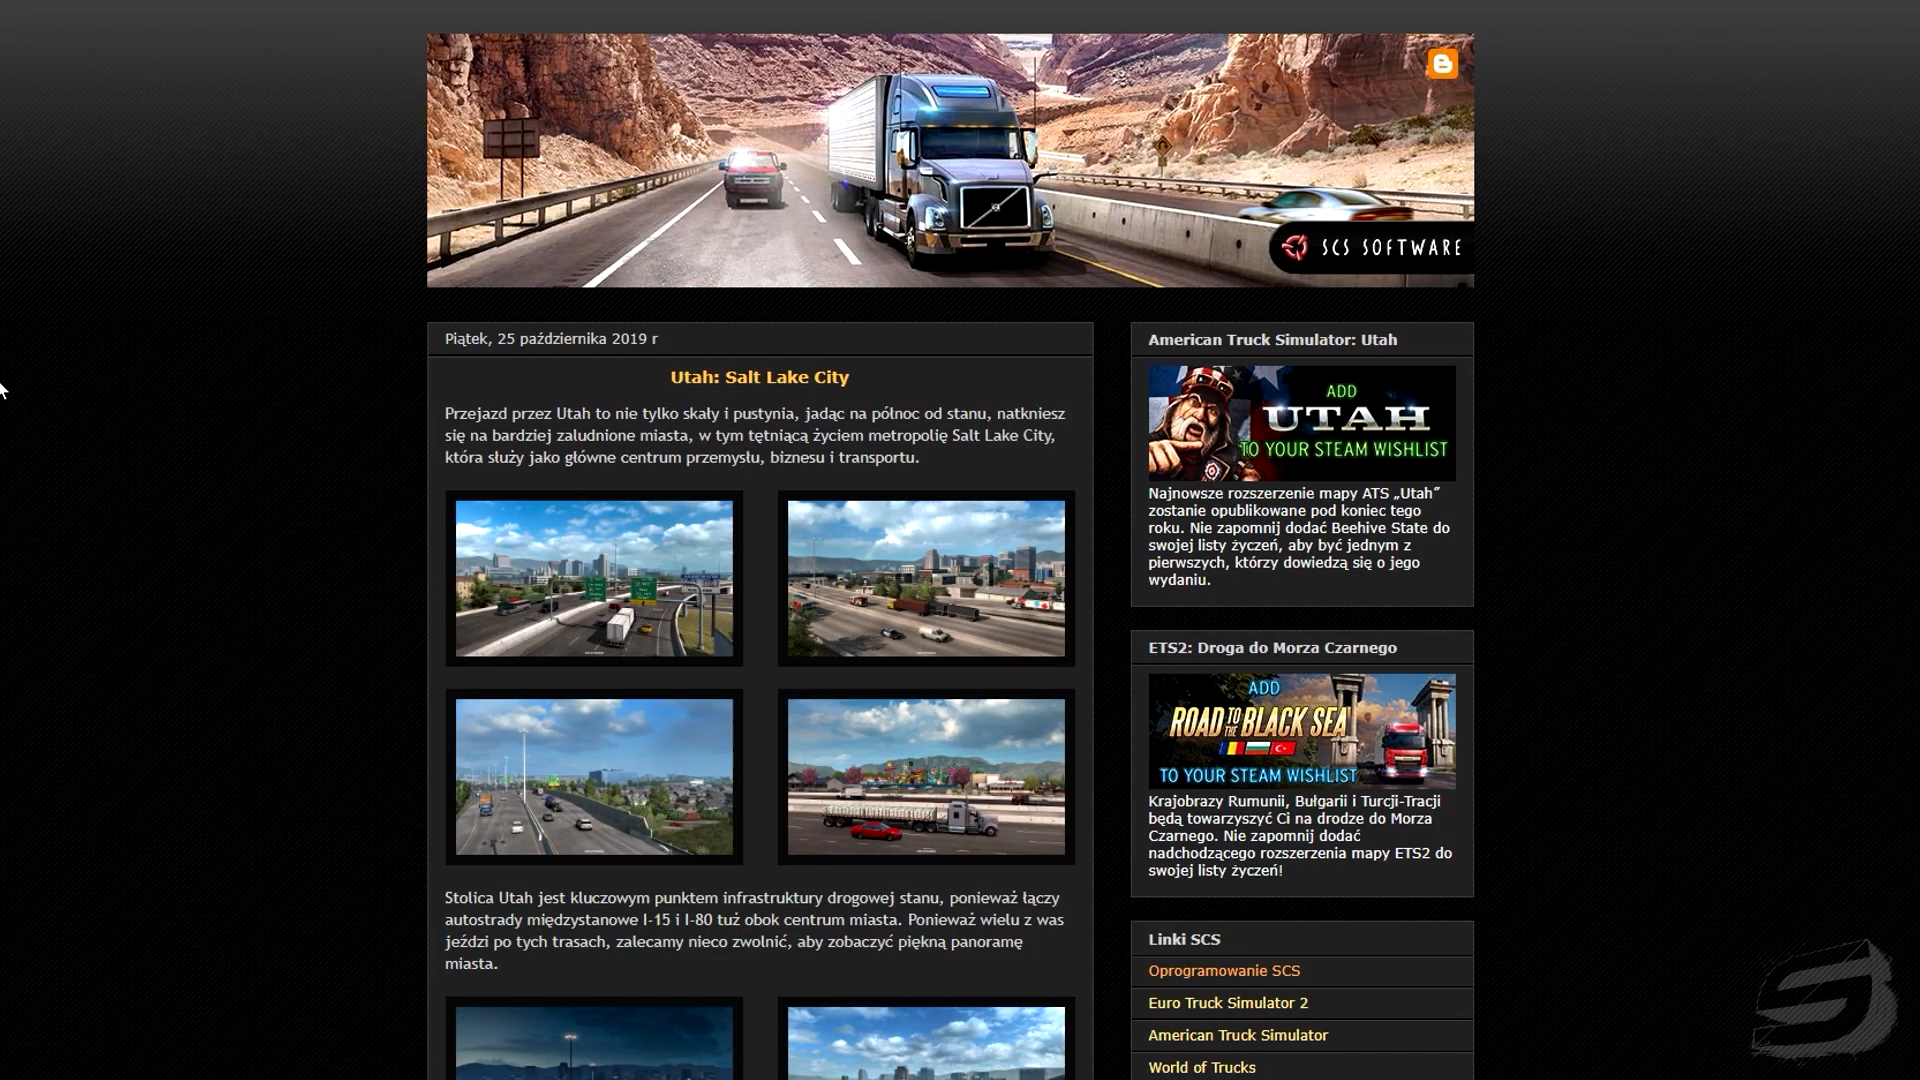 SCS SOFTWARE
Piątek, 25 października 2019 r
Utah: Salt Lake City
Przejazd przez Utah to nie tylko skały i pustynia, jadąc na północ od stanu, natkniesz
się na bardziej zaludnione miasta, w tym tętniącą życiem metropolię Salt Lake City,
która służy jako główne centrum przemysłu, biznesu i transportu.
Stolica Utah jest kluczowym punktem infrastruktury drogowej stanu, ponieważ łączy
autostrady międzystanowe I-15 i I-80 tuż obok centrum miasta. Ponieważ wielu z was
jeździ po tych trasach, zalecamy nieco zwolnić, aby zobaczyć piękną panoramę
miasta.
American Truck Simulator: Utah
ADD
UTAH
TO YOUR STEAM WISHLIST
Najnowsze rozszerzenie mapy ATS „Utah”
zostanie opublikowane pod koniec tego
roku. Nie zapomnij dodać Beehive State do
swojej listy życzeń, aby być jednym z
pierwszych, którzy dowiedzą się o jego
wydaniu.
ETS2: Droga do Morza Czarnego
ADD
ROAD TO THE BLACK SEA
TO YOUR STEAM WISHLIST
Krajobrazy Rumunii, Bułgarii i Turcji-Tracji
będą towarzyszyć Ci na drodze do Morza
Czarnego. Nie zapomnij dodać
nadchodzącego rozszerzenia mapy ETS2 do
swojej listy życzeń!
Linki SCS
Oprogramowanie SCS
Euro Truck Simulator 2
American Truck Simulator
World of Trucks